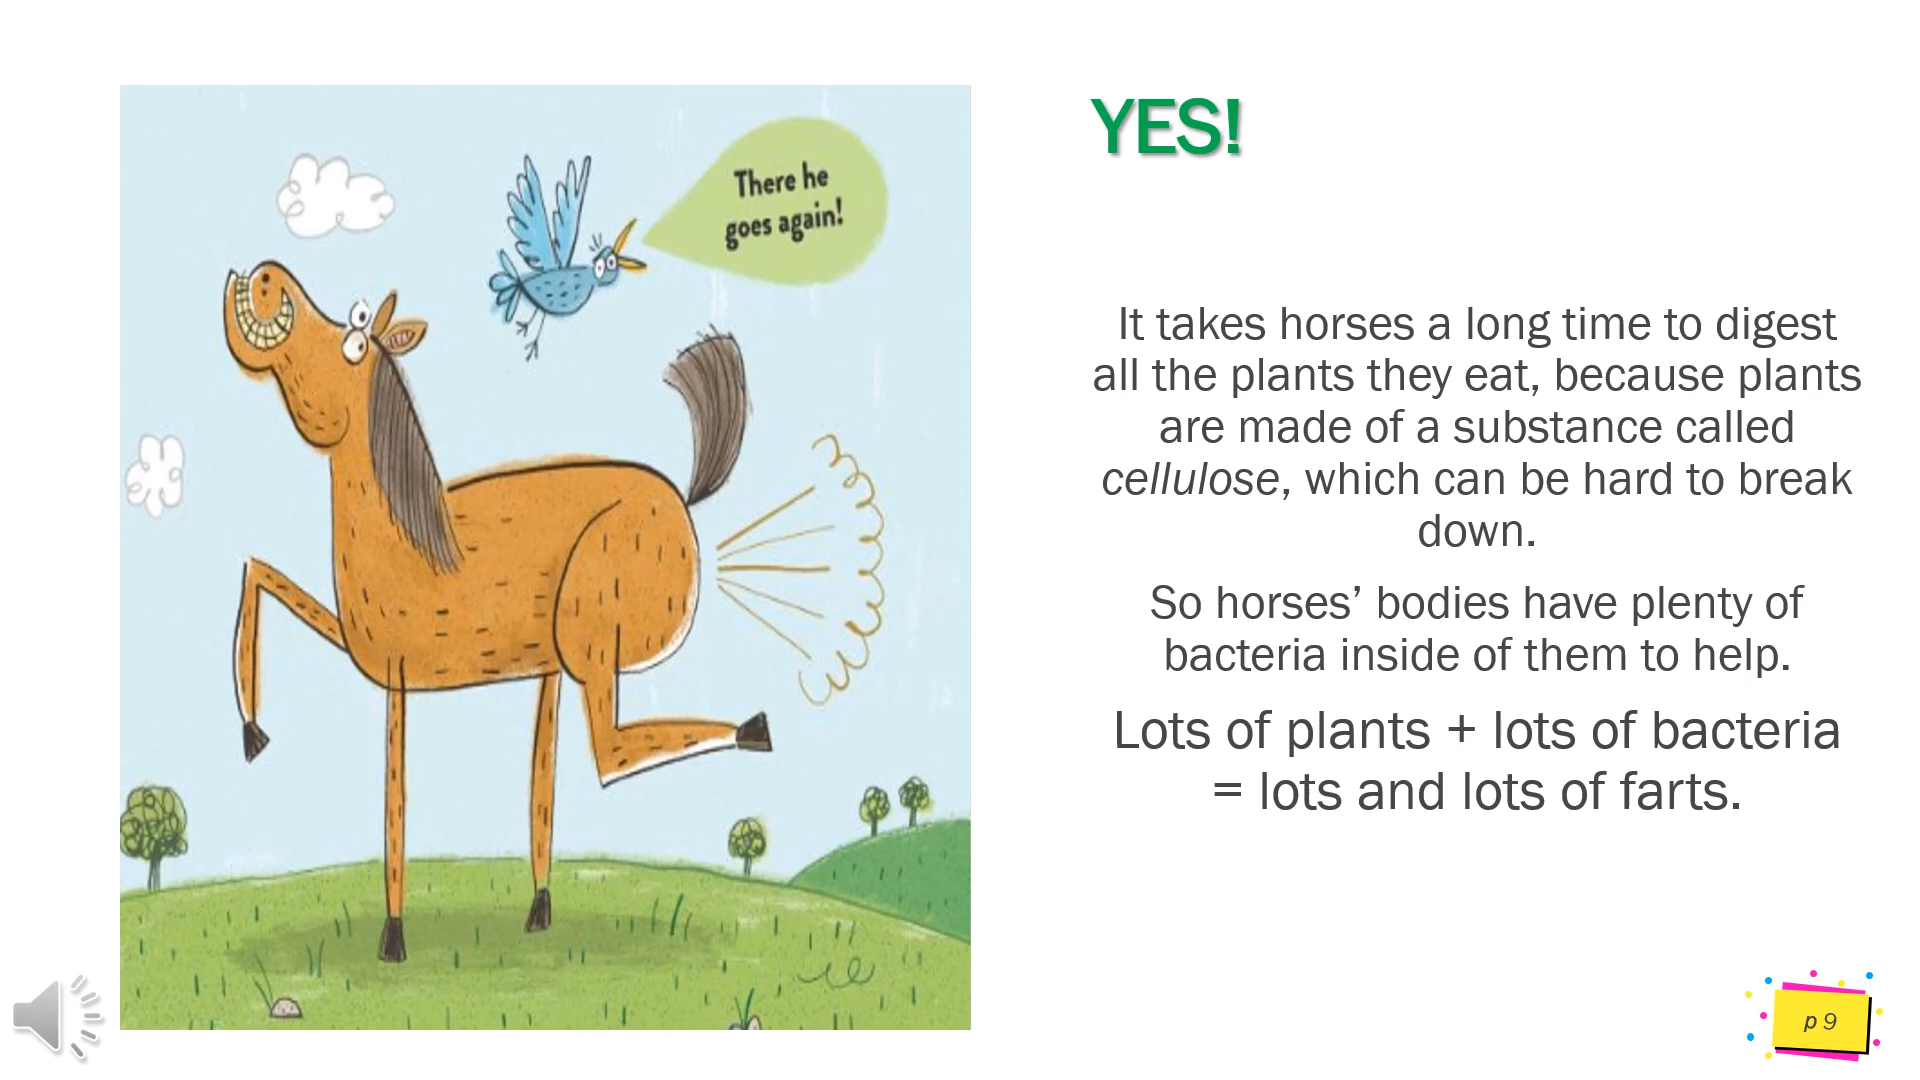 There he
goes again!
YES!
It takes horses a long time to digest
all the plants they eat, because plants
are made of a substance called
cellulose, which can be hard to break
down.
So horses’ bodies have plenty of
bacteria inside of them to help.
Lots of plants + lots of bacteria
= lots and lots of farts.
p 9